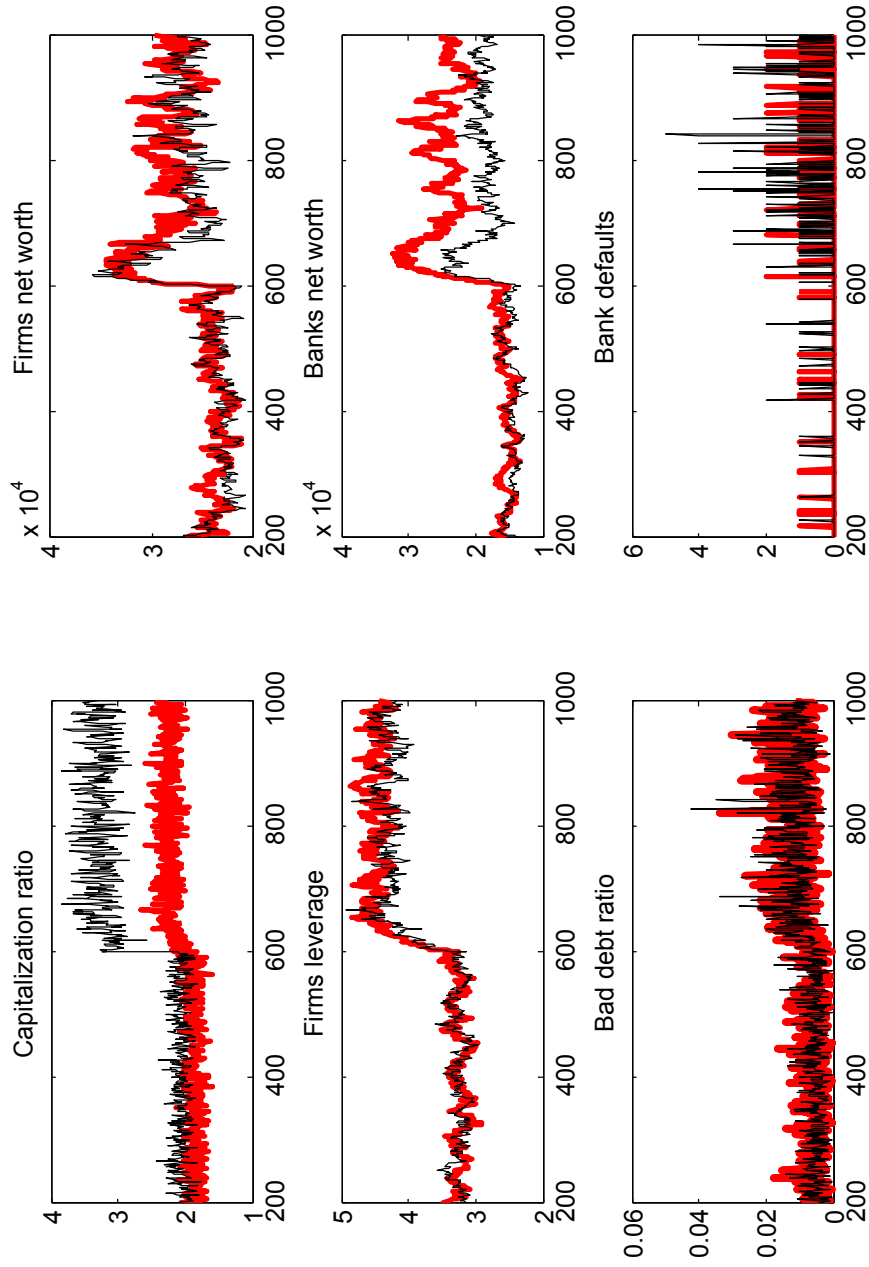 Capitalization ratio
4
3
2
1
200 400 600 800 1000
Firms net worth
x 10^4
4
3
2
200 400 600 800 1000
Firms leverage
5
4
3
2
200 400 600 800 1000
Banks net worth
x 10^4
4
3
2
1
200 400 600 800 1000
Bad debt ratio
0.06
0.04
0.02
0
200 400 600 800 1000
Bank defaults
6
4
2
0
200 400 600 800 1000